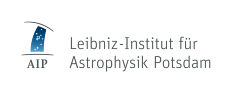 Leibniz-Institut für
Astrophysik Potsdam
AIP